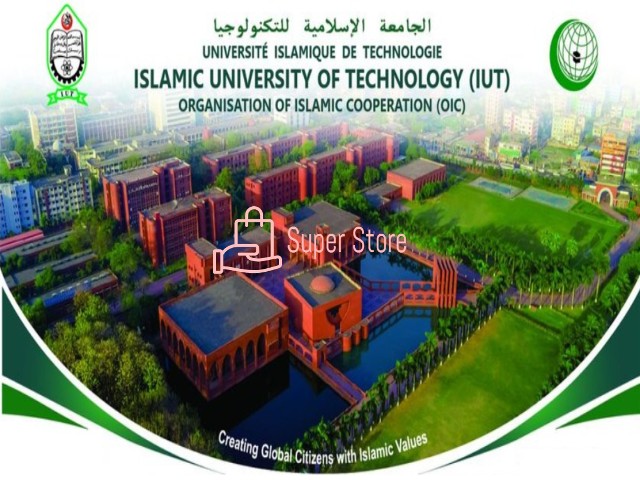 الجامعة الإسلامية للتكنولوجيا
UNIVERSITÉ ISLAMIQUE DE TECHNOLOGIE
ISLAMIC UNIVERSITY OF TECHNOLOGY (IUT)
ORGANISATION OF ISLAMIC COOPERATION (OIC)
I U T
Super Store
Creating Global Citizens with Islamic Values